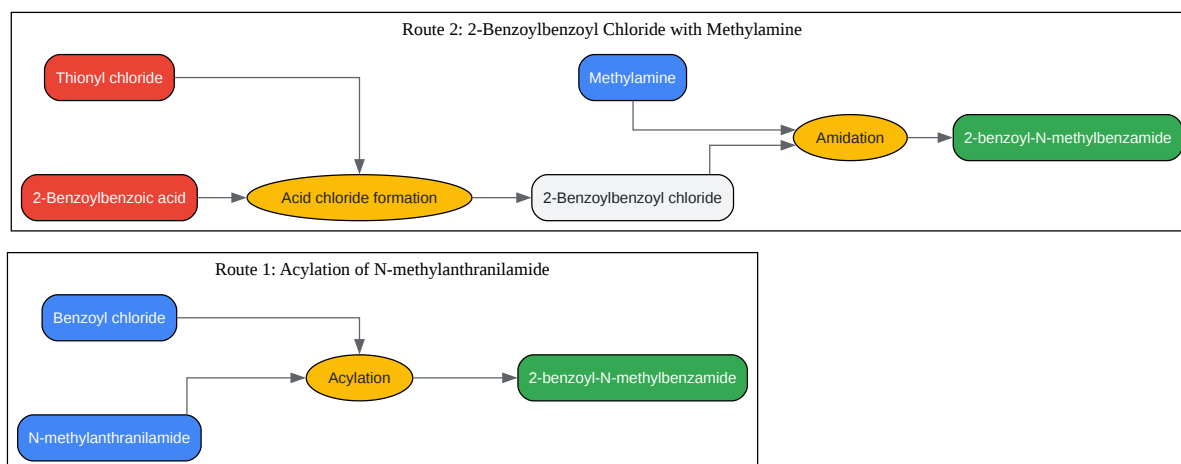 Route 2: 2-Benzoylbenzoyl Chloride with Methylamine
Thionyl chloride
Methylamine
Amidation
2-benzoyl-N-methylbenzamide
2-Benzoylbenzoic acid
Acid chloride formation
2-Benzoylbenzoyl chloride
Route 1: Acylation of N-methylanthranilamide
Benzoyl chloride
Acylation
2-benzoyl-N-methylbenzamide
N-methylanthranilamide